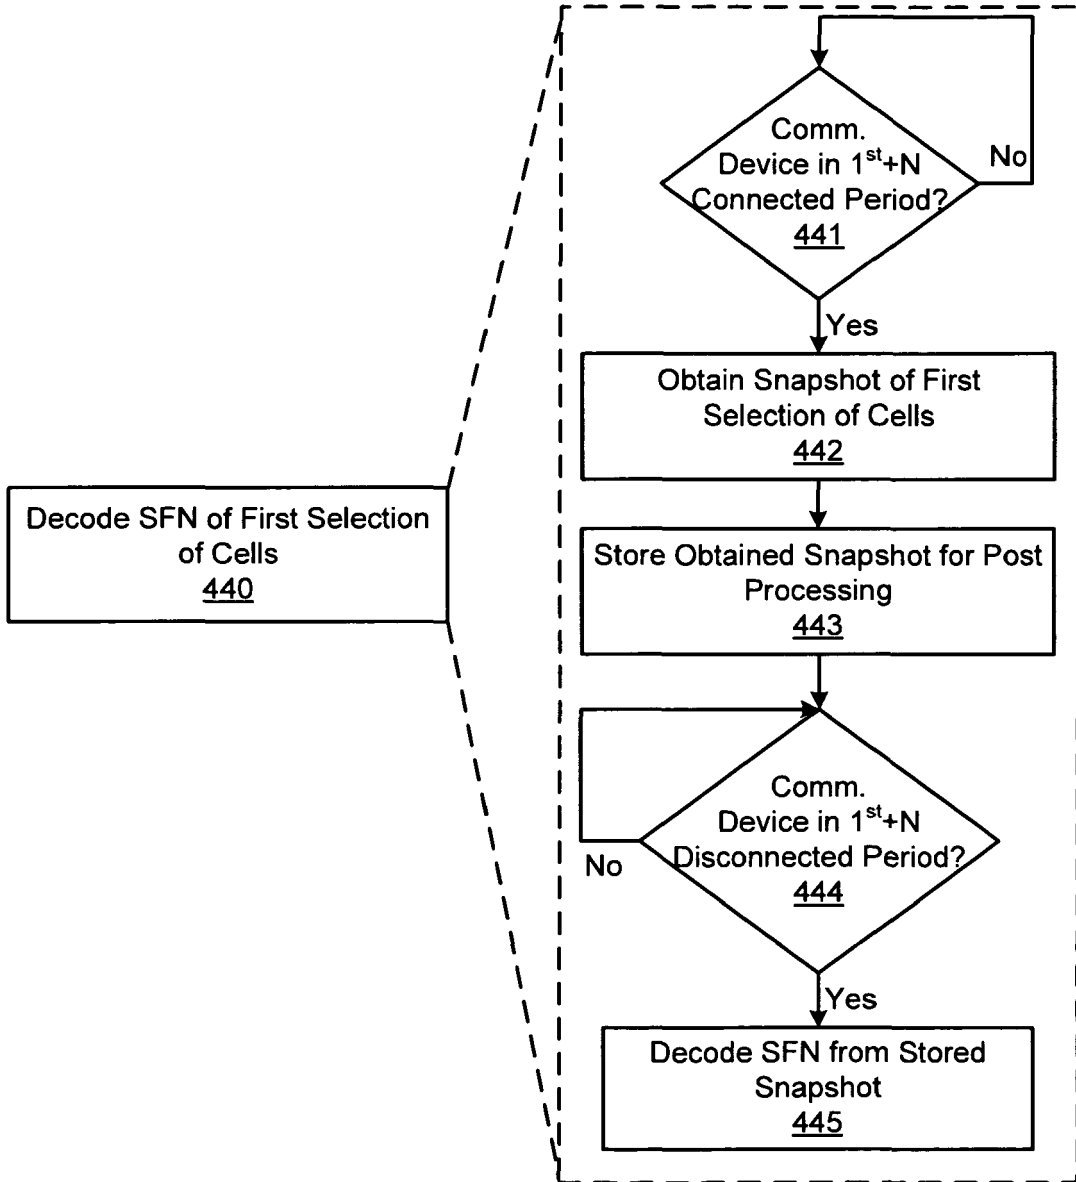 Decode SFN of First Selection
of Cells
440
Comm.
Device in 1st+N
Connected Period?
441
No
Yes
Obtain Snapshot of First
Selection of Cells
442
Store Obtained Snapshot for Post
Processing
443
Comm.
Device in 1st+N
Disconnected Period?
444
No
Yes
Decode SFN from Stored
Snapshot
445